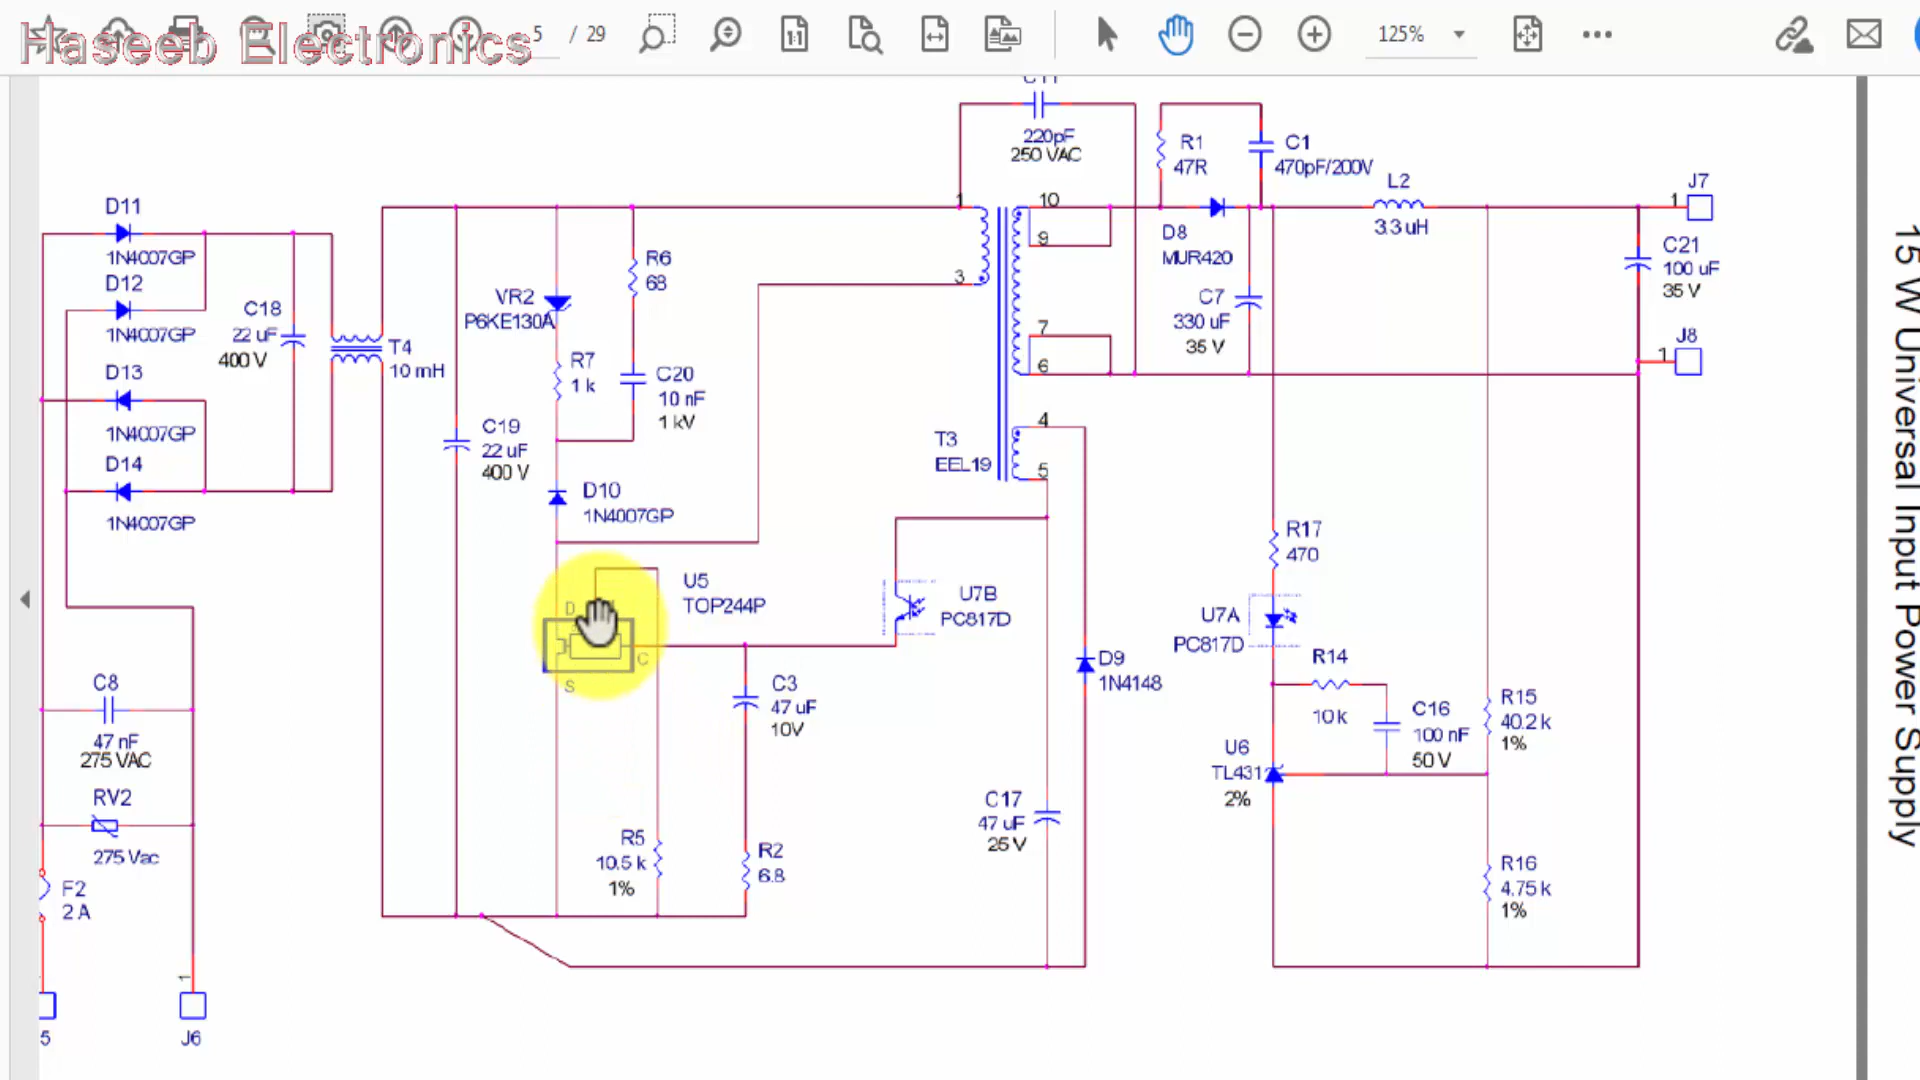 Haseeb Electronics
5 / 29
125%
C11
220pF
250 VAC
R1
47R
C1
470pF/200V
L2
3.3 uH
J7
1
D11
1N4007GP
D12
1N4007GP
D13
1N4007GP
D14
1N4007GP
C18
22 uF
400 V
T4
10 mH
VR2
P6KE130A
R6
68
R7
1 k
C20
10 nF
1 kV
C19
22 uF
400 V
D10
1N4007GP
1
3
10
9
7
6
4
5
T3
EEL19
D8
MUR420
C7
330 uF
35 V
C21
100 uF
35 V
J8
1
D
S
C
U5
TOP244P
U7B
PC817D
D9
1N4148
R17
470
U7A
PC817D
R14
10 k
C16
100 nF
50 V
U6
TL431
2%
R15
40.2 k
1%
R16
4.75 k
1%
C3
47 uF
10V
C17
47 uF
25 V
R5
10.5 k
1%
R2
6.8
C8
47 nF
275 VAC
RV2
275 Vac
F2
2 A
1
5
J6
15 W Universal Input Power Supply